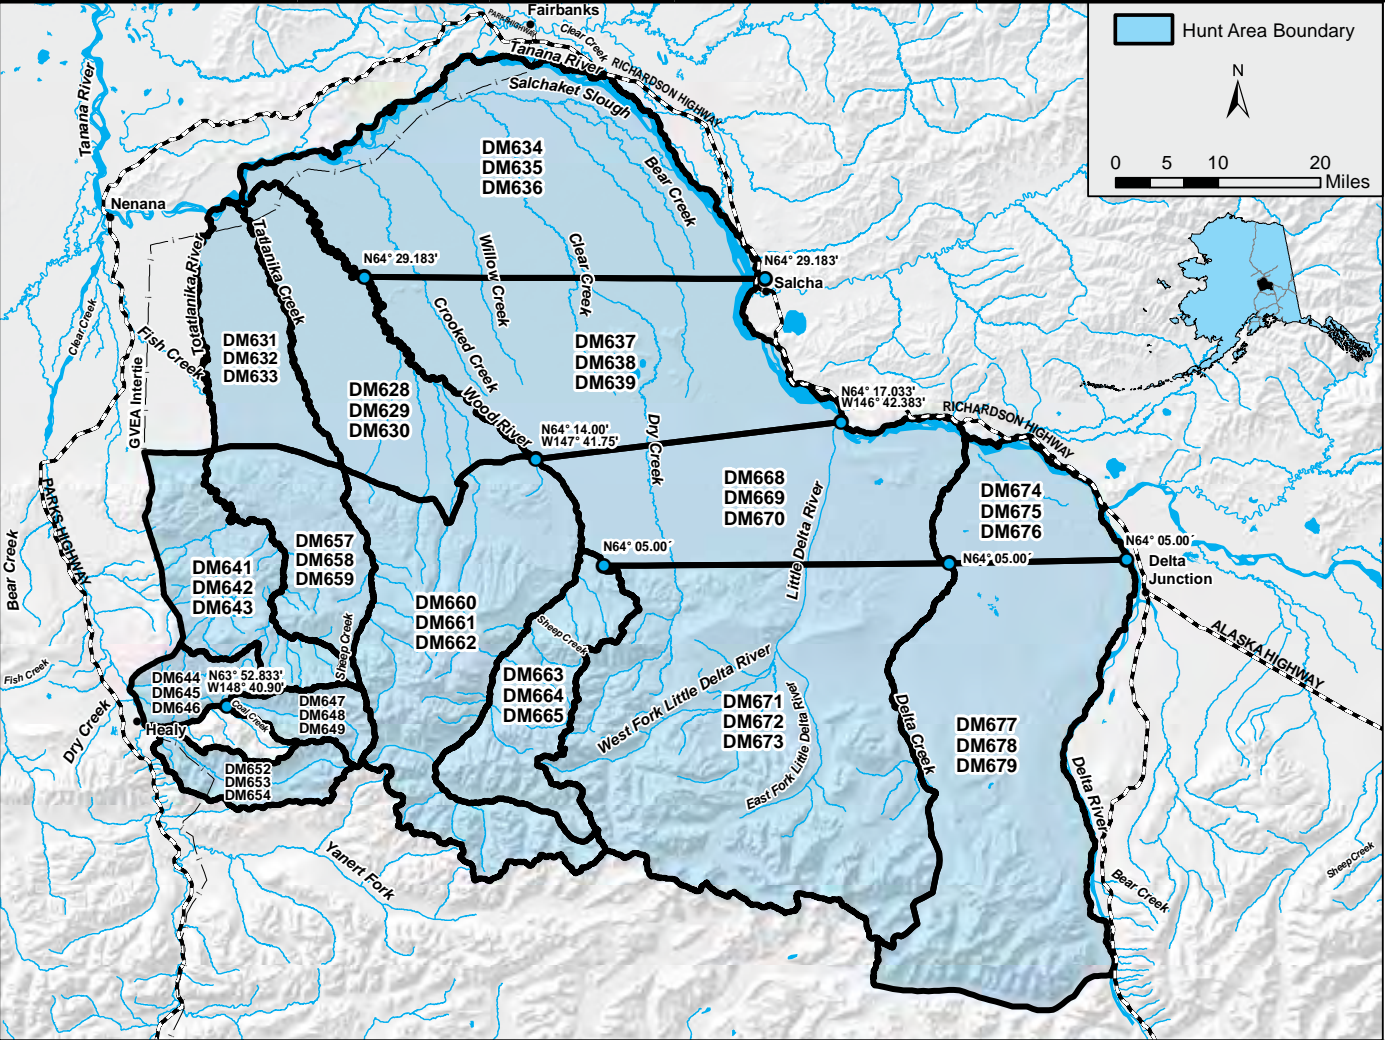 Fairbanks
PARKS HIGHWAY
Clear Creek
Tanana River
RICHARDSON HIGHWAY
Salchaket Slough
Tanana River
Hunt Area Boundary
N
0 5 10 20
Miles
DM634
DM635
DM636
Bear Creek
Nenana
Tatlanika Creek
Totatlanika River
Willow Creek
Clear Creek
N64° 29.183'
N64° 29.183'
Salcha
Clear Creek
Fish Creek
Crooked Creek
DM631
DM632
DM633
DM637
DM638
DM639
GVEA Intertie
DM628
DM629
DM630
Wood River
N64° 17.033'
W146° 42.383'
RICHARDSON HIGHWAY
N64° 14.00'
W147° 41.75'
Dry Creek
PARKS HIGHWAY
DM668
DM669
DM670
Little Delta River
DM674
DM675
DM676
Bear Creek
DM657
DM658
DM659
N64° 05.00'
N64° 05.00'
N64° 05.00'
Delta
Junction
DM641
DM642
DM643
DM660
DM661
DM662
Sheep Creek
Sheep Creek
ALASKA HIGHWAY
Fish Creek
DM644
DM645
DM646
N63° 52.833'
W148° 40.90'
DM663
DM664
DM665
West Fork Little Delta River
Coal Creek
DM647
DM648
DM649
DM671
DM672
DM673
East Fork Little Delta River
Delta Creek
DM677
DM678
DM679
Dry Creek
Healy
DM652
DM653
DM654
Delta River
Yanert Fork
Bear Creek
Sheep Creek